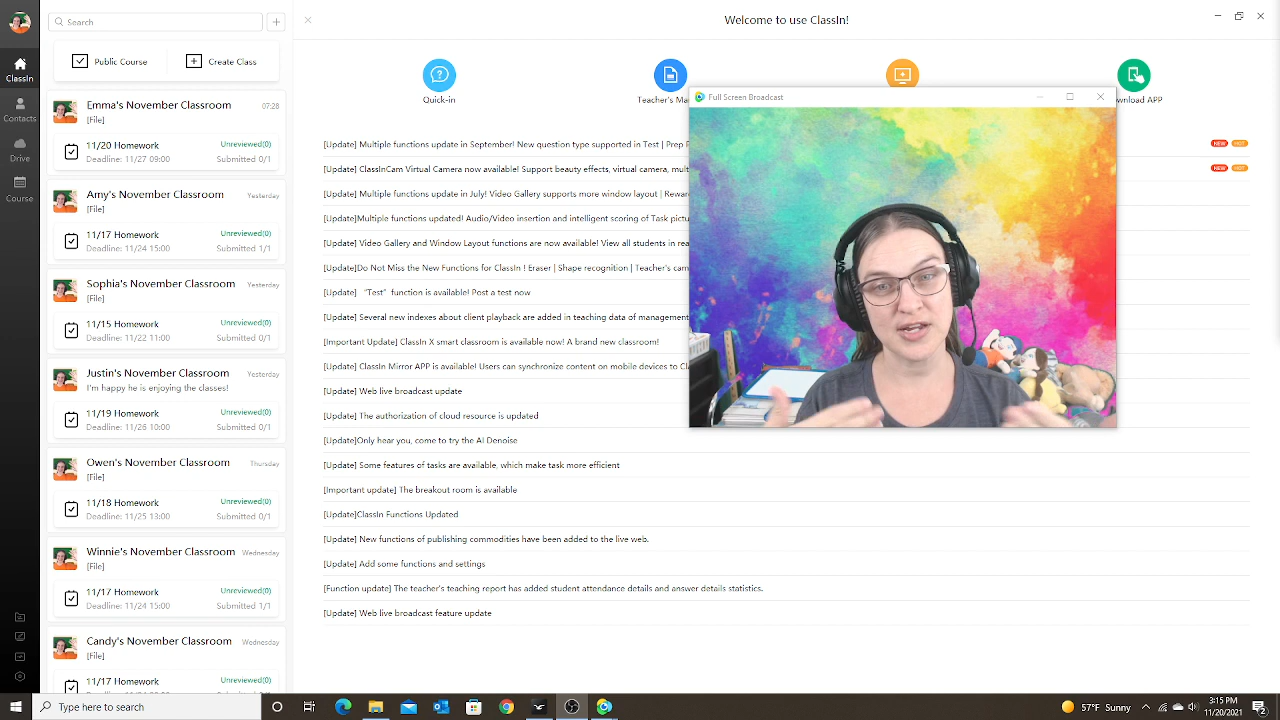 Search
Welcome to use ClassIn!
Public Course
Create Class
ClassIn
Contacts
Drive
Course
Emma's November Classroom 07:28
[File]
11/20 Homework Unreviewed(0)
Deadline: 11/27 09:00 Submitted 0/1
Amy's November Classroom Yesterday
[File]
11/17 Homework Unreviewed(0)
Deadline: 11/24 15:00 Submitted 1/1
Sophia's November Classroom Yesterday
[File]
11/15 Homework Unreviewed(0)
Deadline: 11/22 11:00 Submitted 0/1
Justin's November Classroom Yesterday
I'm happy he is enjoying the classes!
11/19 Homework Unreviewed(0)
Deadline: 11/26 10:00 Submitted 0/1
Owen's November Classroom Thursday
[File]
11/18 Homework Unreviewed(0)
Deadline: 11/25 13:00 Submitted 0/1
Winnie's November Classroom Wednesday
[File]
11/17 Homework Unreviewed(0)
Deadline: 11/24 15:00 Submitted 1/1
Candy's November Classroom Wednesday
[File]
11/17 Homework Unreviewed(0)
Quick-in
Teacher's Ma
wnload APP
Full Screen Broadcast
[Update] Multiple functions update in September! New question type supported in Test | Prep NEW HOT
[Update] ClassInCam Virtual Camera now available! Support beauty effects, virtual camera, mult NEW HOT
[Update] Multiple functions update in July! Video Gallery supports more window layout | Rewar
[Update]Multiple functions updated! Audio/Video insertion and intelligent scoring of Task pictu
[Update] Video Gallery and Window Layout functions are now available! View all students in rea
[Update]Do Not Miss the New Functions for ClassIn ! Eraser | Shape recognition | Teacher's cam
[Update] “Test” function is available! Post a test now
[Update] Several new indexes about client playback are added in teaching data of management
[Important Update] ClassIn X smart classroom is available now! A brand new classroom!
[Update] ClassIn Mirror APP is available! Users can synchronize content on mobile devices to Cl
[Update] Web live broadcast update
[Update] The authorization of cloud resource is updated
[Update]Only hear you, come to try the AI Denoise
[Update] Some features of tasks are available, which make task more efficient
[Important update] The breakout room is available
[Update]ClassIn Functions Updated
[Update] New functions of publishing commodities have been added to the live web.
[Update] Add some functions and settings
[Function update] The teacher's teaching report has added student attendance details and answer details statistics.
[Update] Web live broadcast feature update
Type here to search
57°F Sunny
3:15 PM
11/20/2021
2